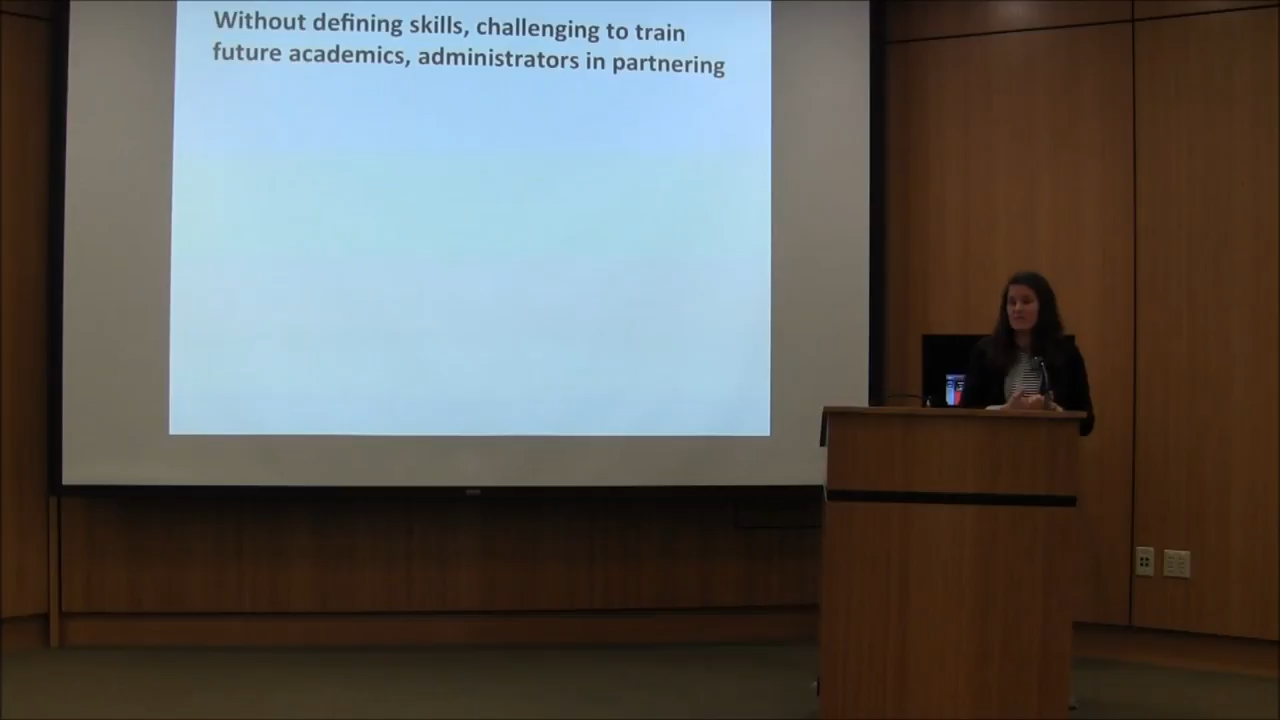 Without defining skills, challenging to train
future academics, administrators in partnering